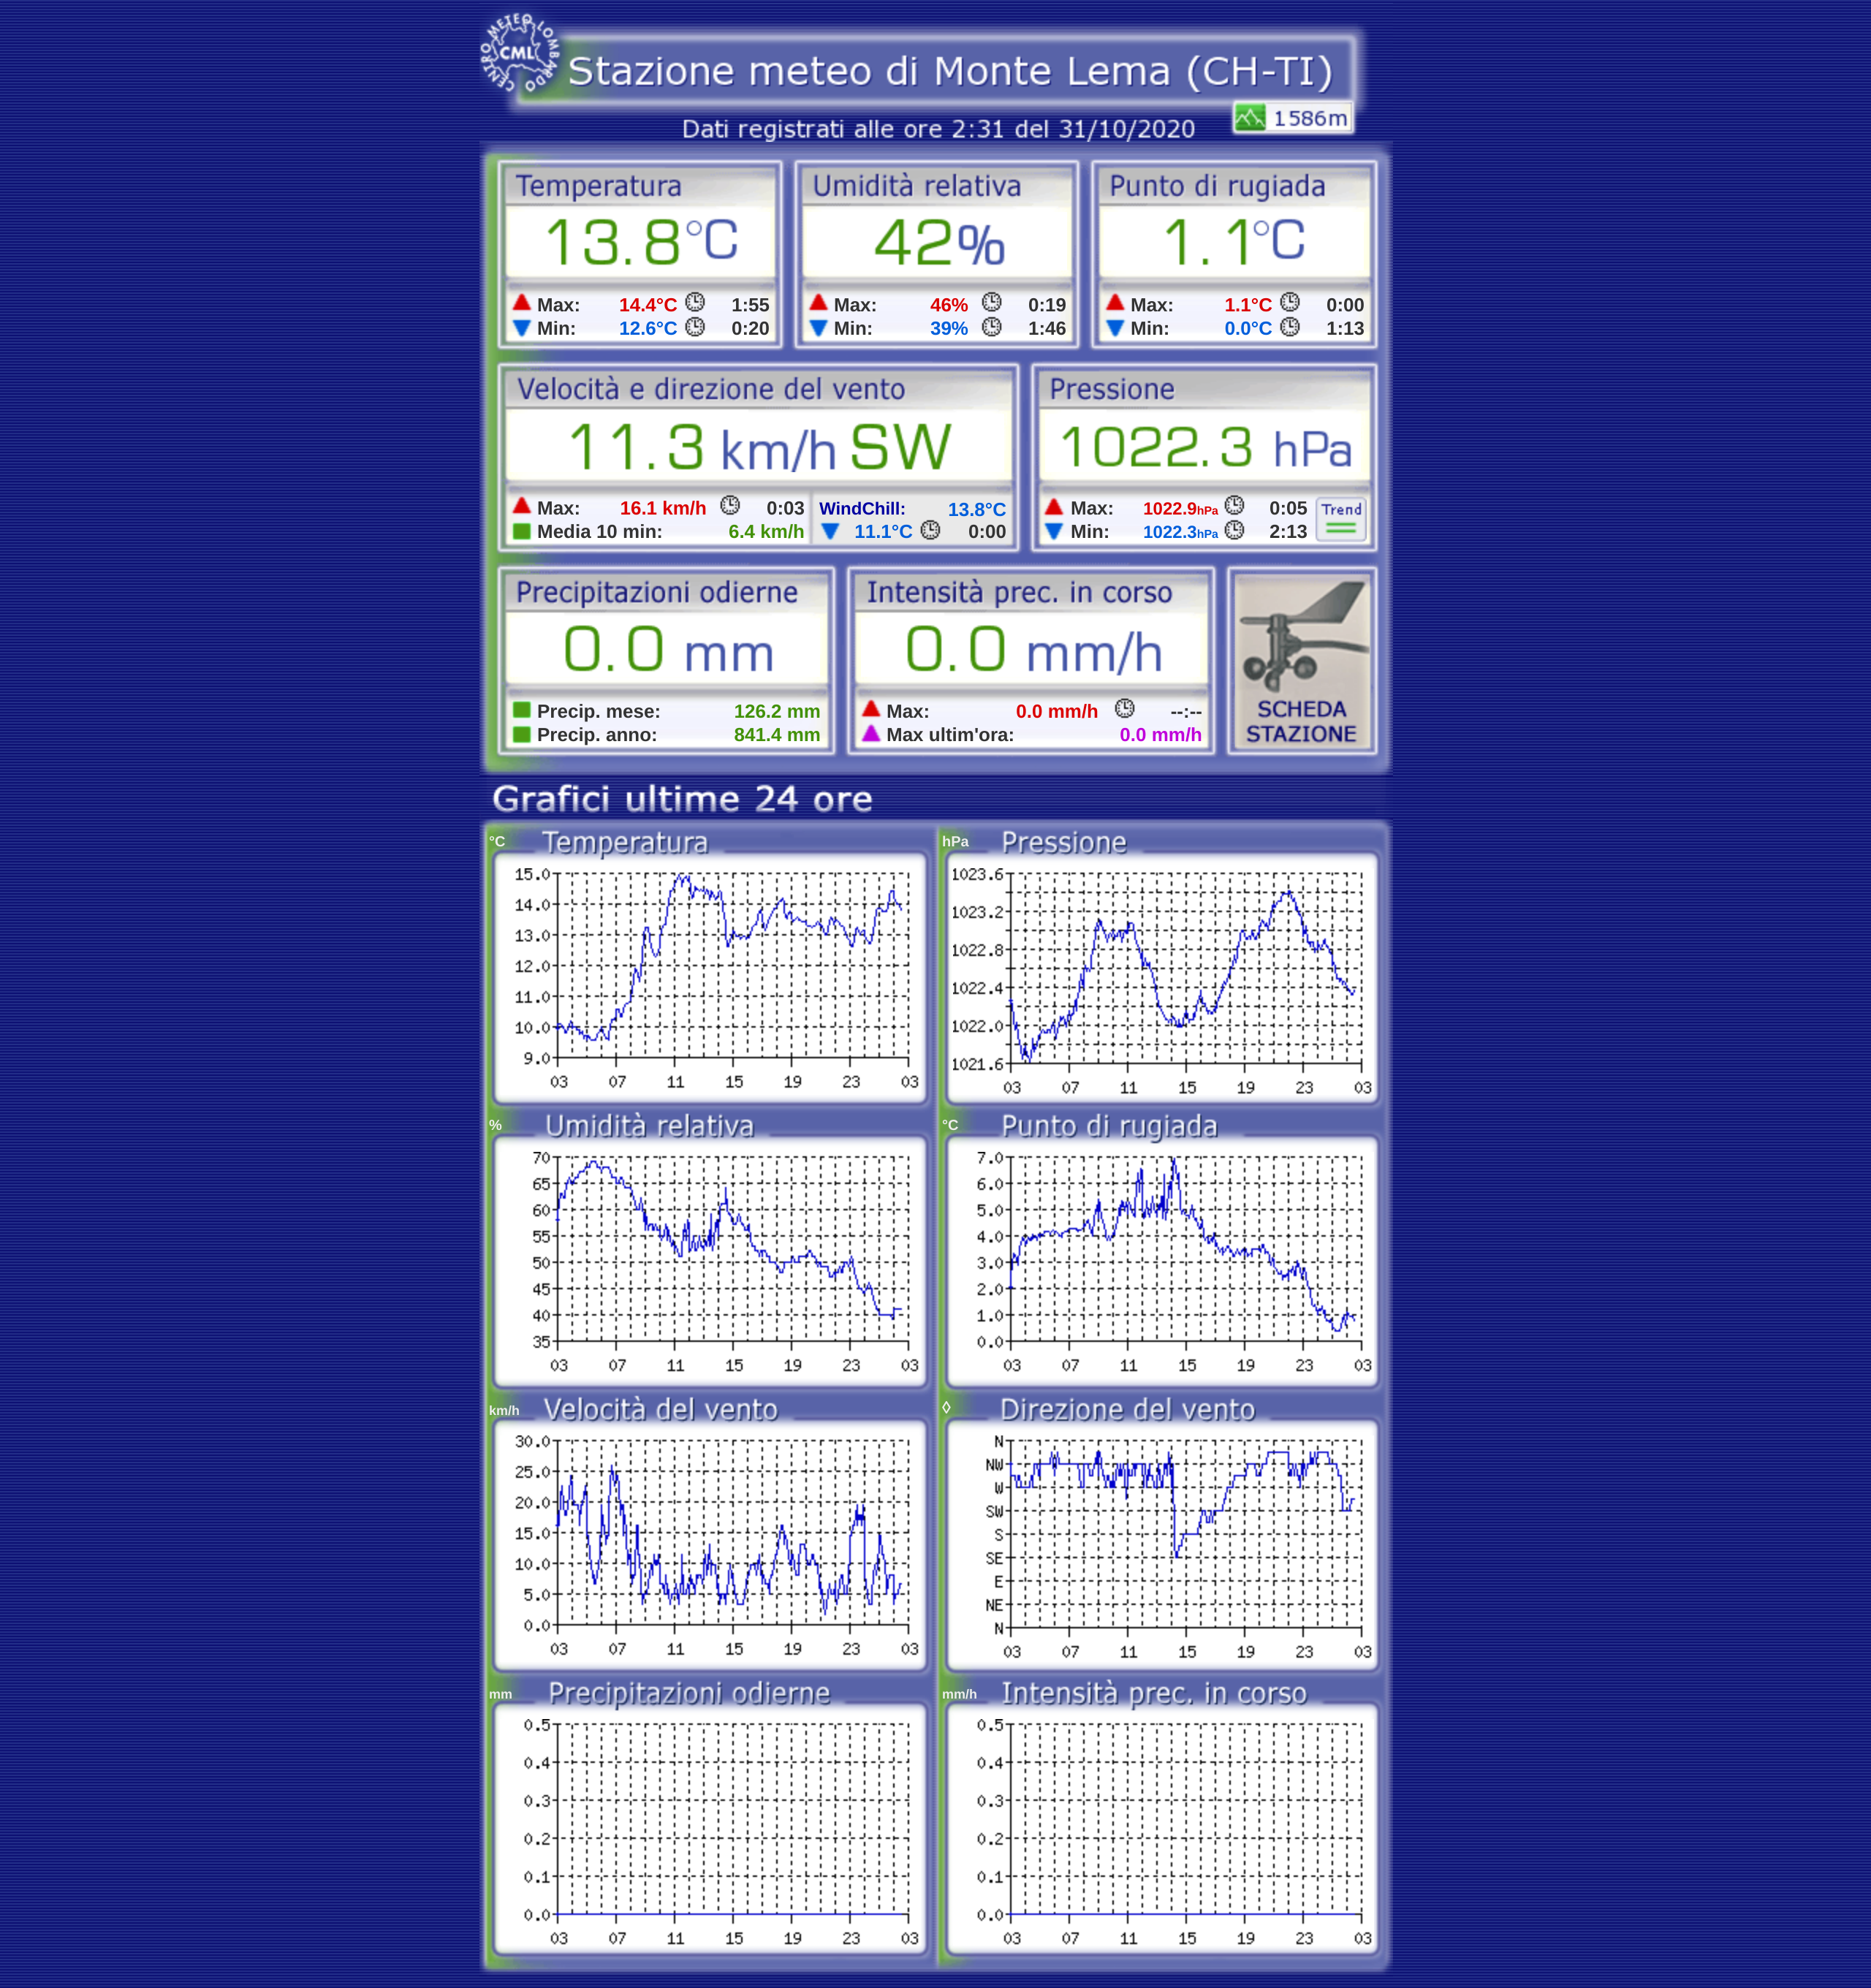 CENTRO METEO LOMBARDO
CML
Stazione meteo di Monte Lema (CH-TI)
1586m
Dati registrati alle ore 2:31 del 31/10/2020
Temperatura
13.8°C
Max: 14.4°C 1:55
Min: 12.6°C 0:20
Umidità relativa
42%
Max: 46% 0:19
Min: 39% 1:46
Punto di rugiada
1.1°C
Max: 1.1°C 0:00
Min: 0.0°C 1:13
Velocità e direzione del vento
11.3 km/h SW
Max: 16.1 km/h 0:03
Media 10 min: 6.4 km/h
WindChill: 13.8°C
11.1°C 0:00
Pressione
1022.3 hPa
Max: 1022.9hPa 0:05
Min: 1022.3hPa 2:13
Trend
Precipitazioni odierne
0.0 mm
Precip. mese: 126.2 mm
Precip. anno: 841.4 mm
Intensità prec. in corso
0.0 mm/h
Max: 0.0 mm/h --:--
Max ultim'ora: 0.0 mm/h
SCHEDA
STAZIONE
Grafici ultime 24 ore
°C Temperatura
15.0
14.0
13.0
12.0
11.0
10.0
9.0
03 07 11 15 19 23 03
hPa Pressione
1023.6
1023.2
1022.8
1022.4
1022.0
1021.6
03 07 11 15 19 23 03
% Umidità relativa
70
65
60
55
50
45
40
35
03 07 11 15 19 23 03
°C Punto di rugiada
7.0
6.0
5.0
4.0
3.0
2.0
1.0
0.0
03 07 11 15 19 23 03
km/h Velocità del vento
30.0
25.0
20.0
15.0
10.0
5.0
0.0
03 07 11 15 19 23 03
◊ Direzione del vento
N
NW
W
SW
S
SE
E
NE
N
03 07 11 15 19 23 03
mm Precipitazioni odierne
0.5
0.4
0.3
0.2
0.1
0.0
03 07 11 15 19 23 03
mm/h Intensità prec. in corso
0.5
0.4
0.3
0.2
0.1
0.0
03 07 11 15 19 23 03